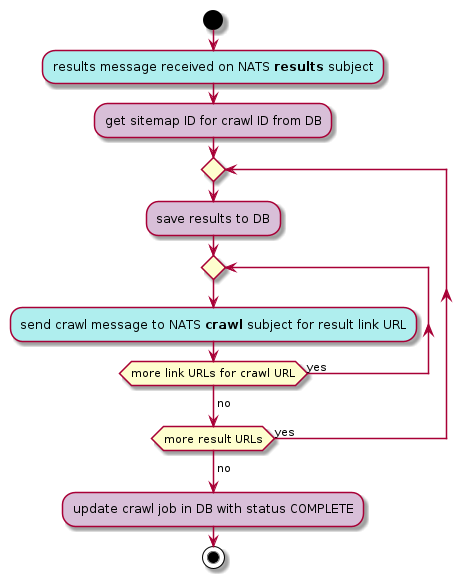 results message received on NATS results subject
get sitemap ID for crawl ID from DB
save results to DB
send crawl message to NATS crawl subject for result link URL
more link URLs for crawl URL
yes
no
more result URLs
yes
no
update crawl job in DB with status COMPLETE